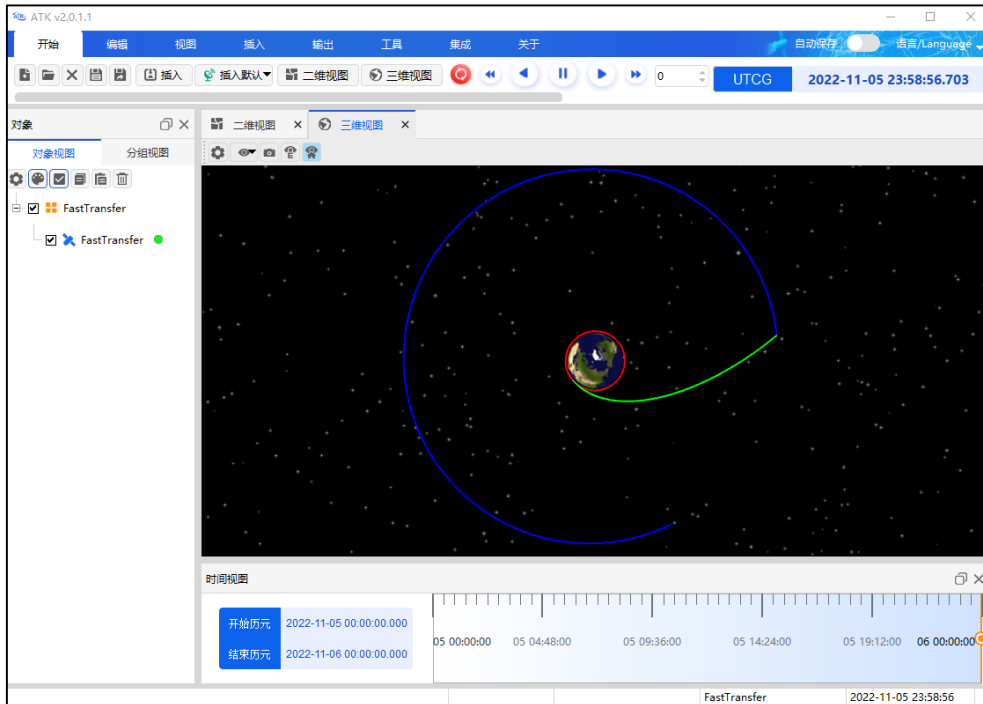 ATK v2.0.1.1
开始 编辑 视图 插入 输出 工具 集成 关于 自动保存 语言/Language
插入 插入默认 二维视图 三维视图 0 UTCG 2022-11-05 23:58:56.703
对象
二维视图 三维视图
对象视图 分组视图
FastTransfer
FastTransfer
时间视图
开始历元 2022-11-05 00:00:00.000
结束历元 2022-11-06 00:00:00.000
05 00:00:00 05 04:48:00 05 09:36:00 05 14:24:00 05 19:12:00 06 00:00:00
FastTransfer 2022-11-05 23:58:56